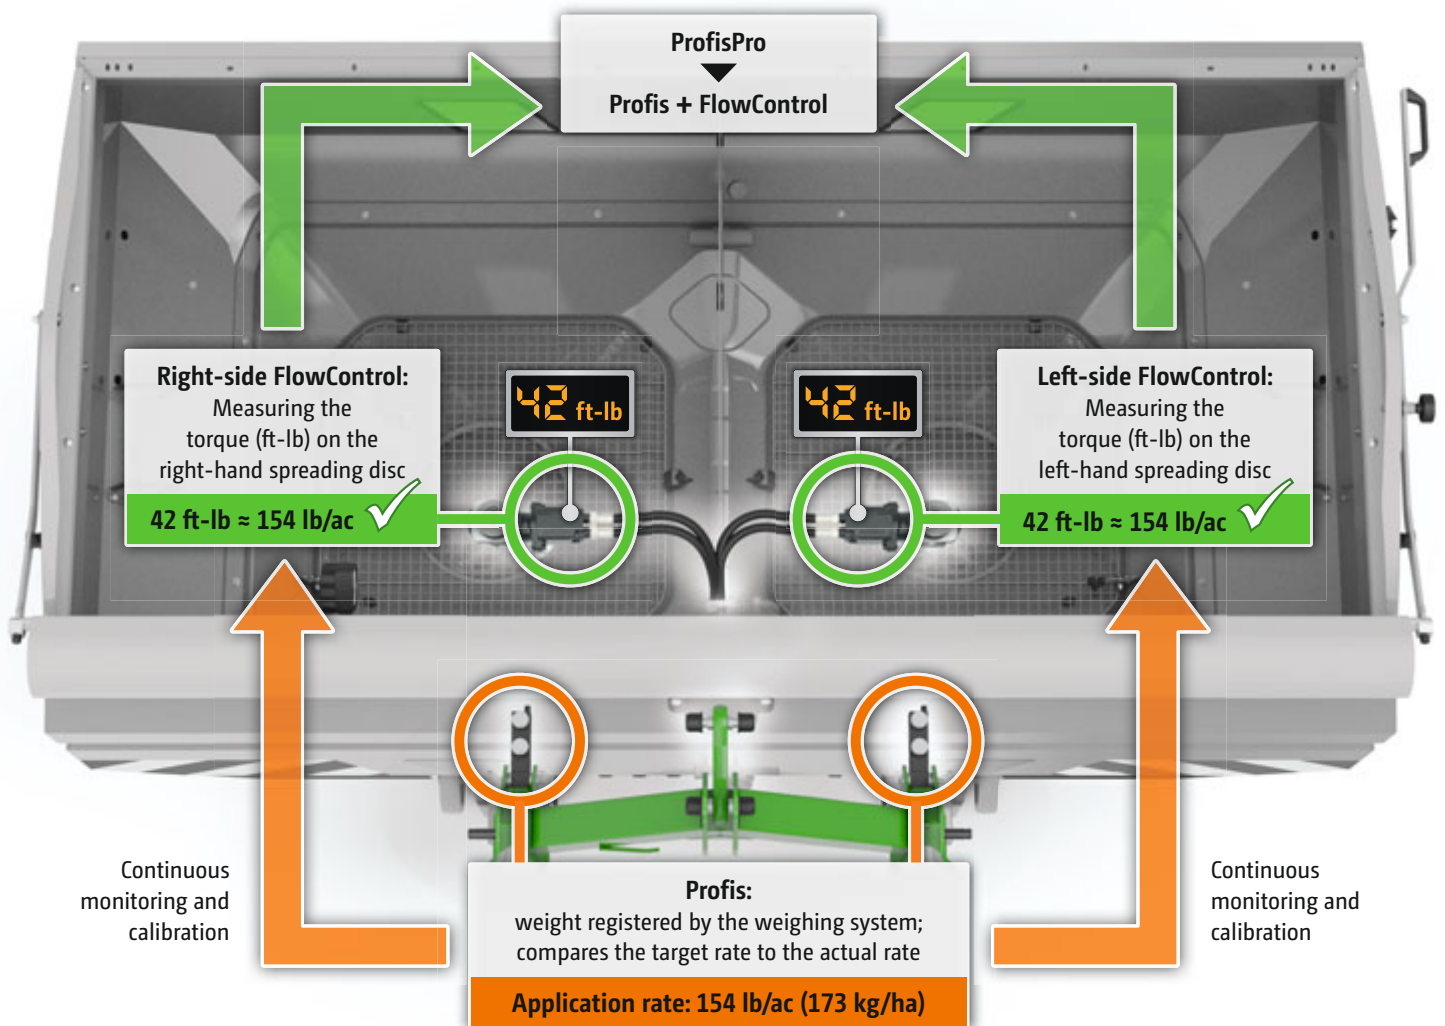 ProfisPro
Profis + FlowControl
Right-side FlowControl:
Measuring the
torque (ft-lb) on the
right-hand spreading disc
42 ft-lb ≈ 154 lb/ac
42 ft-lb
42 ft-lb
Left-side FlowControl:
Measuring the
torque (ft-lb) on the
left-hand spreading disc
42 ft-lb ≈ 154 lb/ac
Continuous
monitoring and
calibration
Profis:
weight registered by the weighing system;
compares the target rate to the actual rate
Application rate: 154 lb/ac (173 kg/ha)
Continuous
monitoring and
calibration